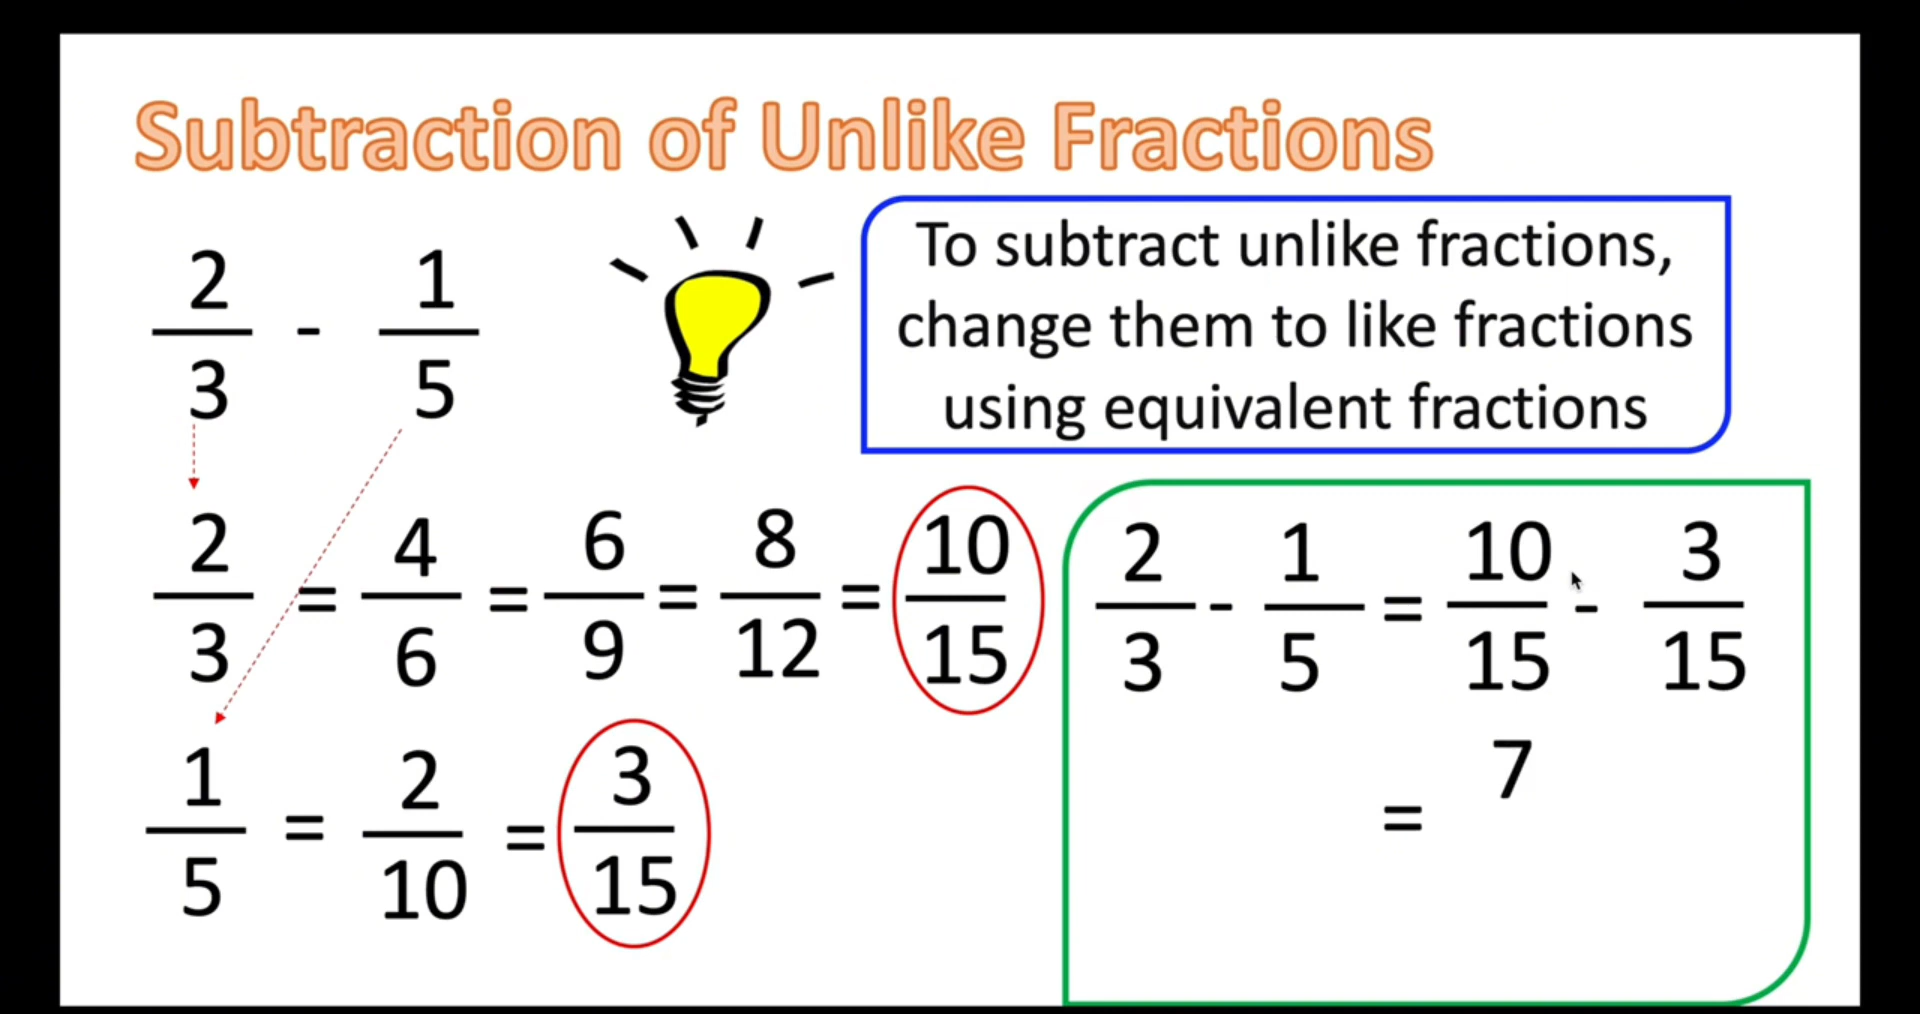 Subtraction of Unlike Fractions
2/3 - 1/5
To subtract unlike fractions,
change them to like fractions
using equivalent fractions
2/3 = 4/6 = 6/9 = 8/12 = 10/15
1/5 = 2/10 = 3/15
2/3 - 1/5 = 10/15 - 3/15
= 7